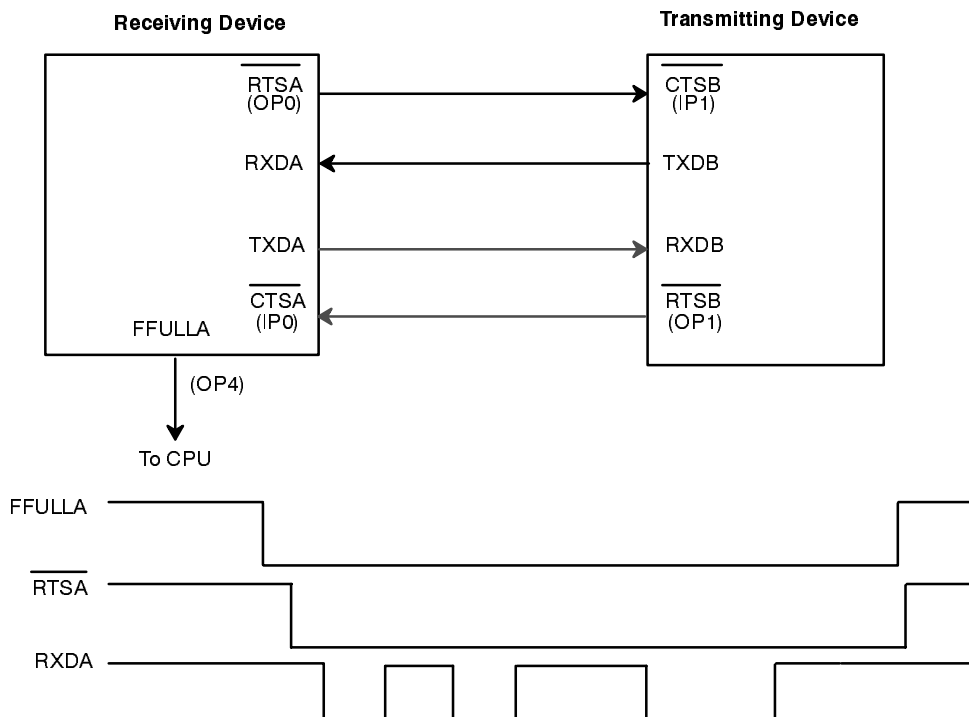 Receiving Device
Transmitting Device
RTSA
(OP0)
CTSB
(IP1)
RXDA
TXDB
TXDA
RXDB
CTSA
(IP0)
RTSB
(OP1)
FFULLA
(OP4)
To CPU
FFULLA
RTSA
RXDA